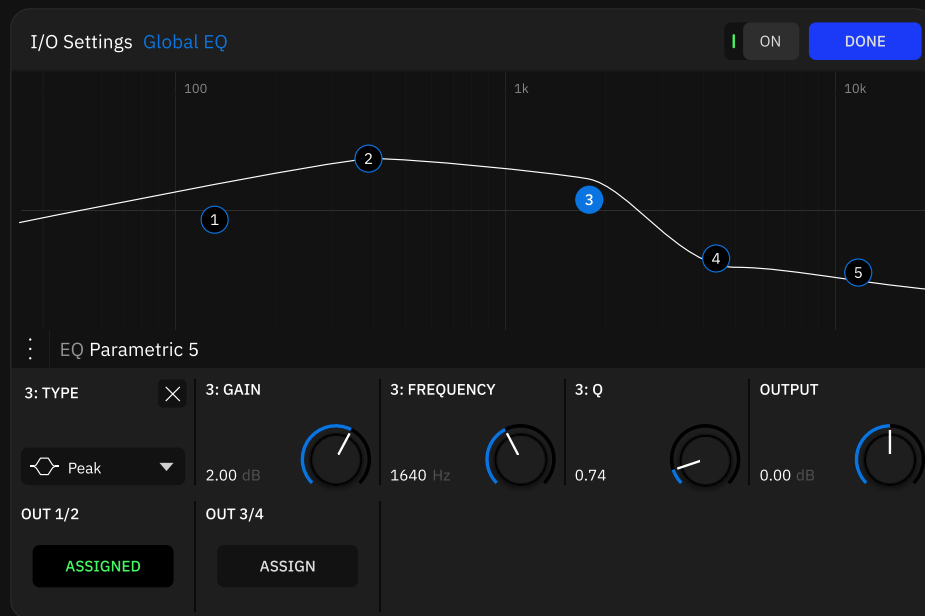 I/O Settings Global EQ
ON
DONE
100
1k
10k
2
1
3
4
5
EQ Parametric 5
3: TYPE
3: GAIN
3: FREQUENCY
3: Q
OUTPUT
Peak
2.00 dB
1640 Hz
0.74
0.00 dB
OUT 1/2
OUT 3/4
ASSIGNED
ASSIGN